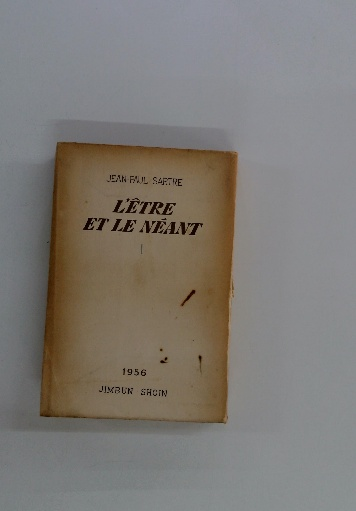 JEAN-PAUL SARTRE
L'ÊTRE
ET LE NÉANT
I
1956
JIMBUN SHOIN